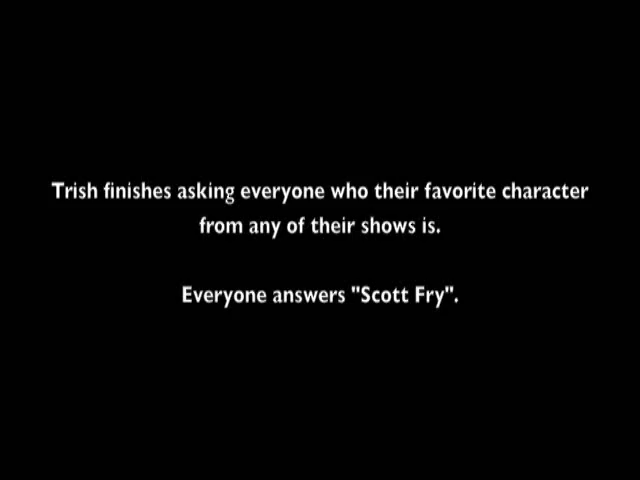 Trish finishes asking everyone who their favorite character
from any of their shows is.
Everyone answers "Scott Fry".